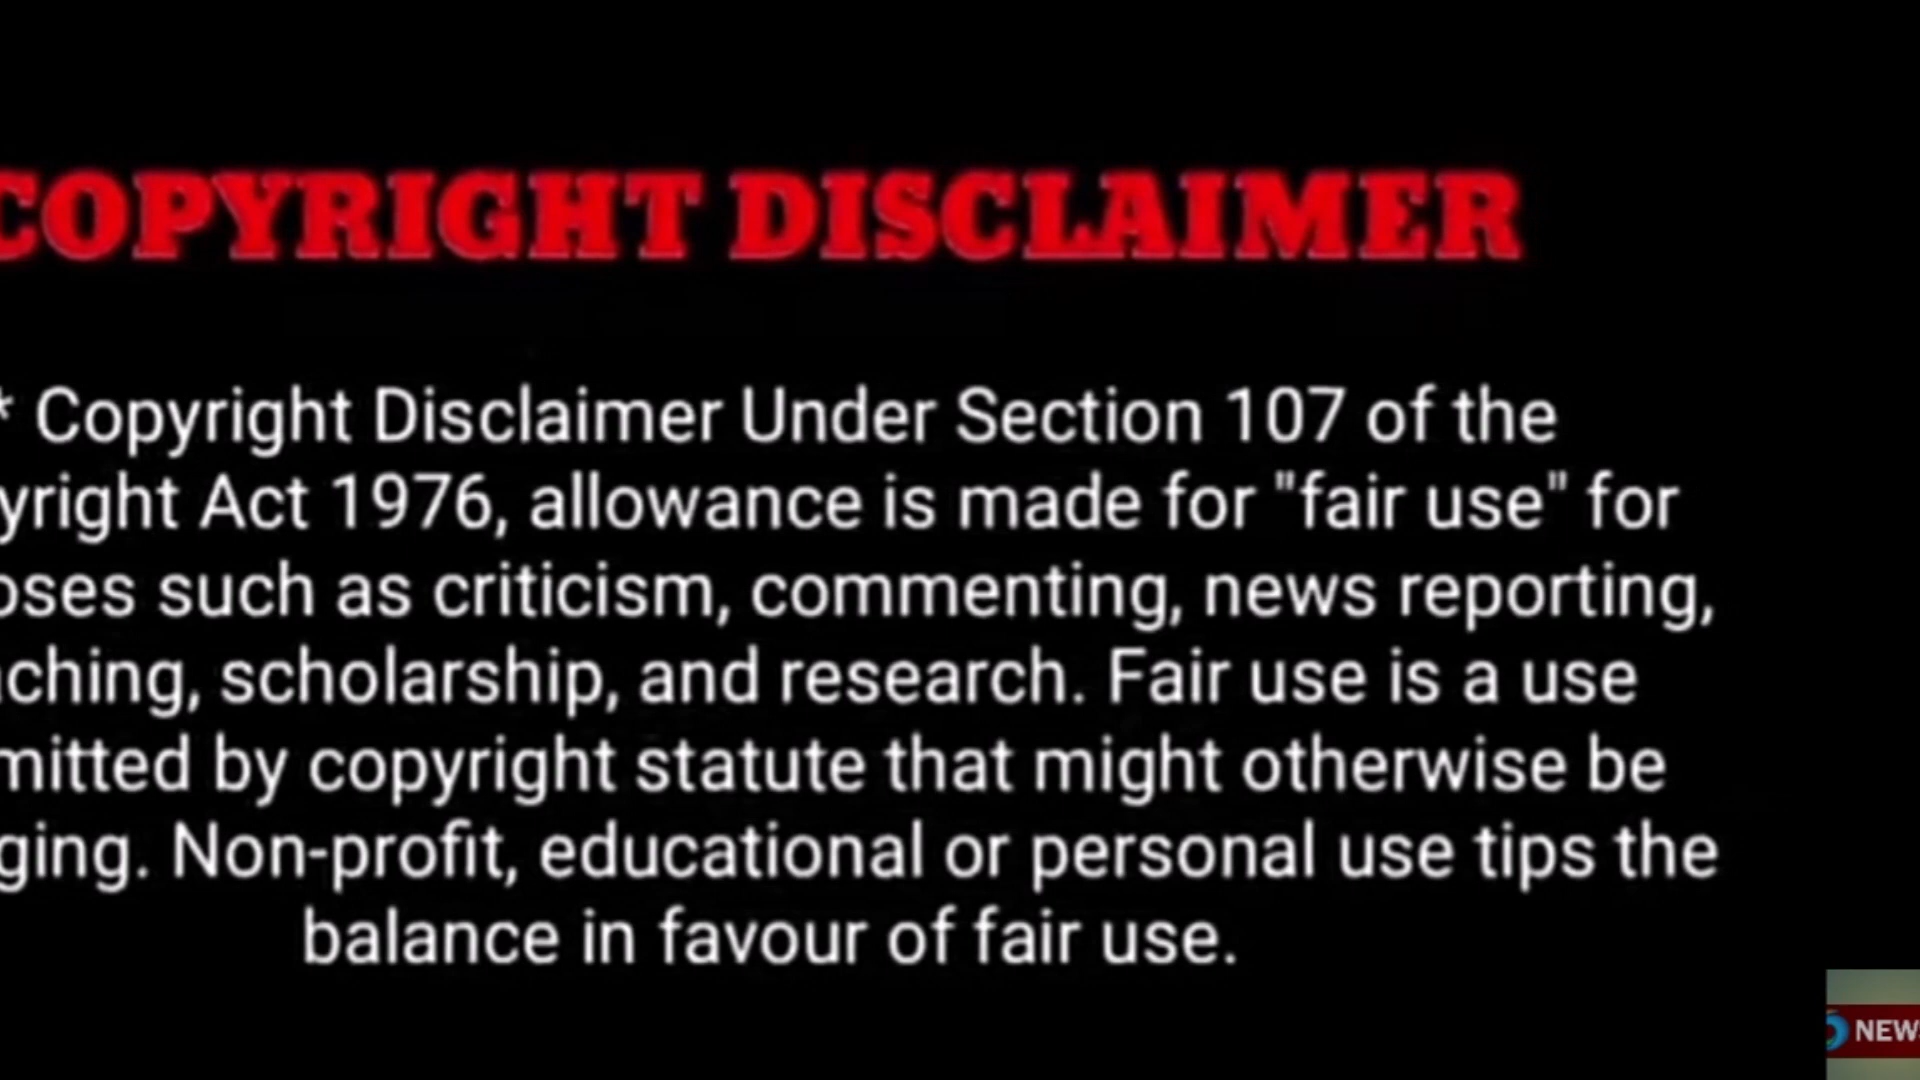 COPYRIGHT DISCLAIMER
* Copyright Disclaimer Under Section 107 of the
yright Act 1976, allowance is made for "fair use" for
oses such as criticism, commenting, news reporting,
ching, scholarship, and research. Fair use is a use
mitted by copyright statute that might otherwise be
ging. Non-profit, educational or personal use tips the
balance in favour of fair use.
NEWS